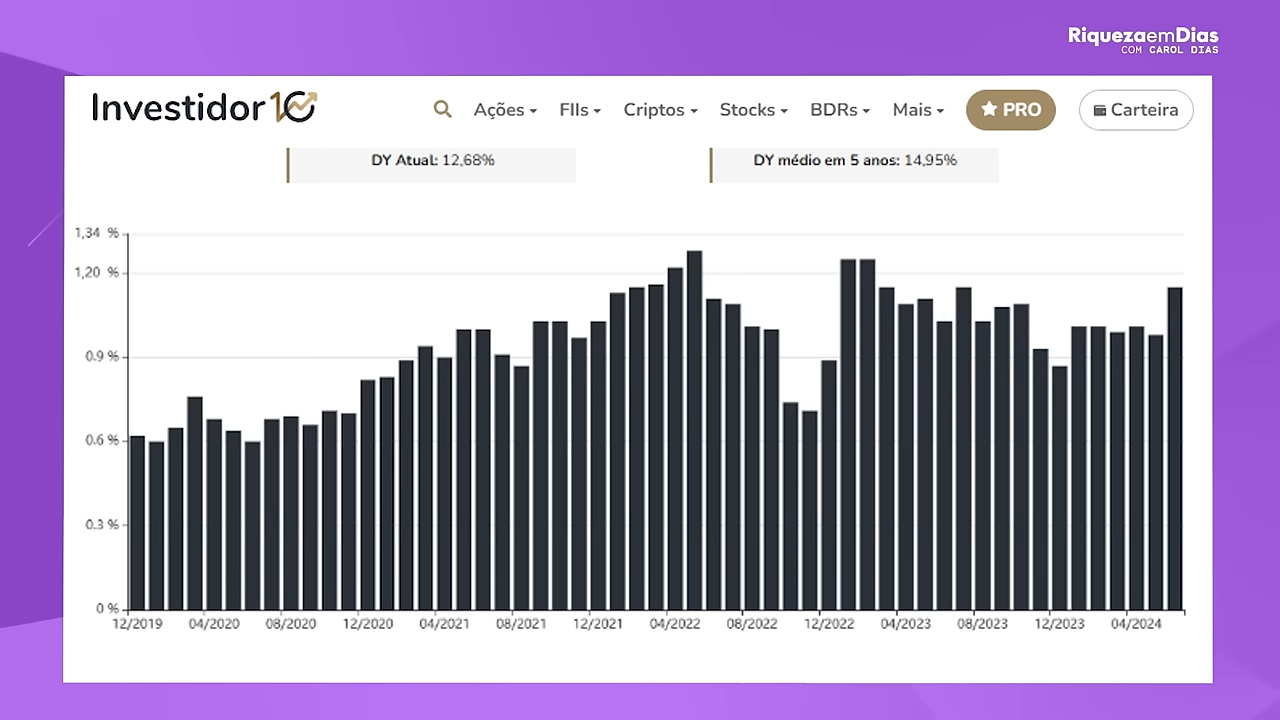 RiquezaemDias
COM CAROL DIAS
Investidor10
Ações FIIs Criptos Stocks BDRs Mais PRO Carteira
DY Atual: 12,68% DY médio em 5 anos: 14,95%
1,34 %
1,20 %
0.9 %
0.6 %
0.3 %
0 %
12/2019 04/2020 08/2020 12/2020 04/2021 08/2021 12/2021 04/2022 08/2022 12/2022 04/2023 08/2023 12/2023 04/2024